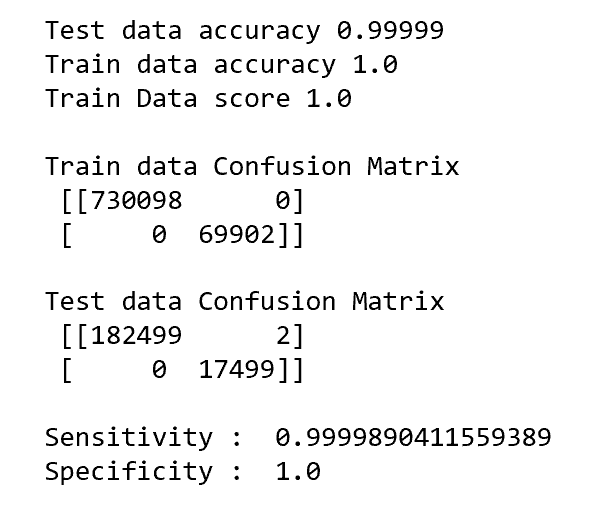 Test data accuracy 0.99999
Train data accuracy 1.0
Train Data score 1.0
Train data Confusion Matrix
[[730098      0]
[     0  69902]]
Test data Confusion Matrix
[[182499      2]
[     0  17499]]
Sensitivity :  0.9999890411559389
Specificity :  1.0